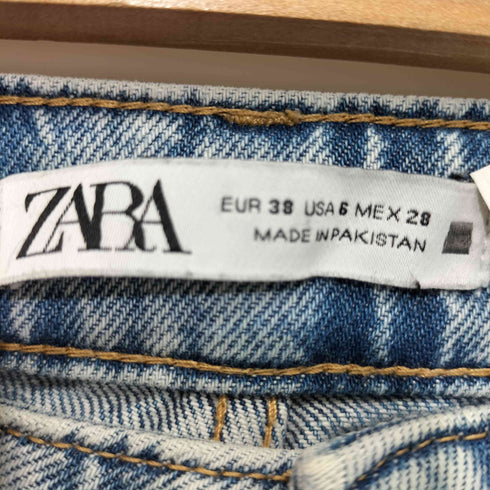 ZARA
EUR 38 USA 6 MEX 28
MADE IN PAKISTAN